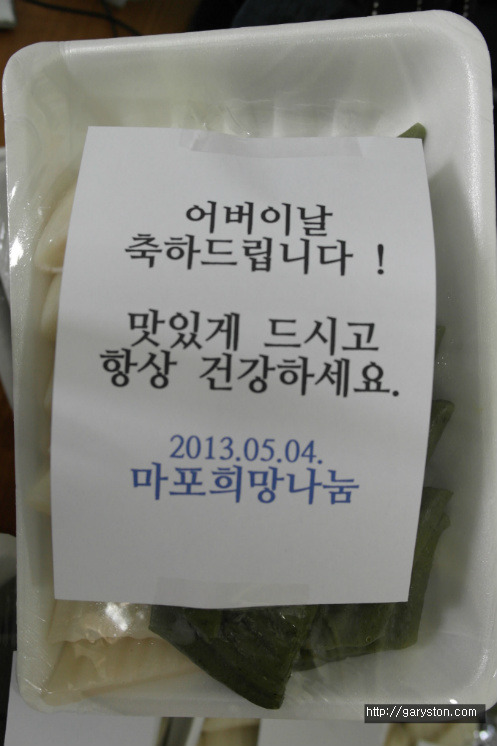 어버이날
축하드립니다 !
맛있게 드시고
항상 건강하세요.
2013.05.04.
마포희망나눔
http://garyston.com